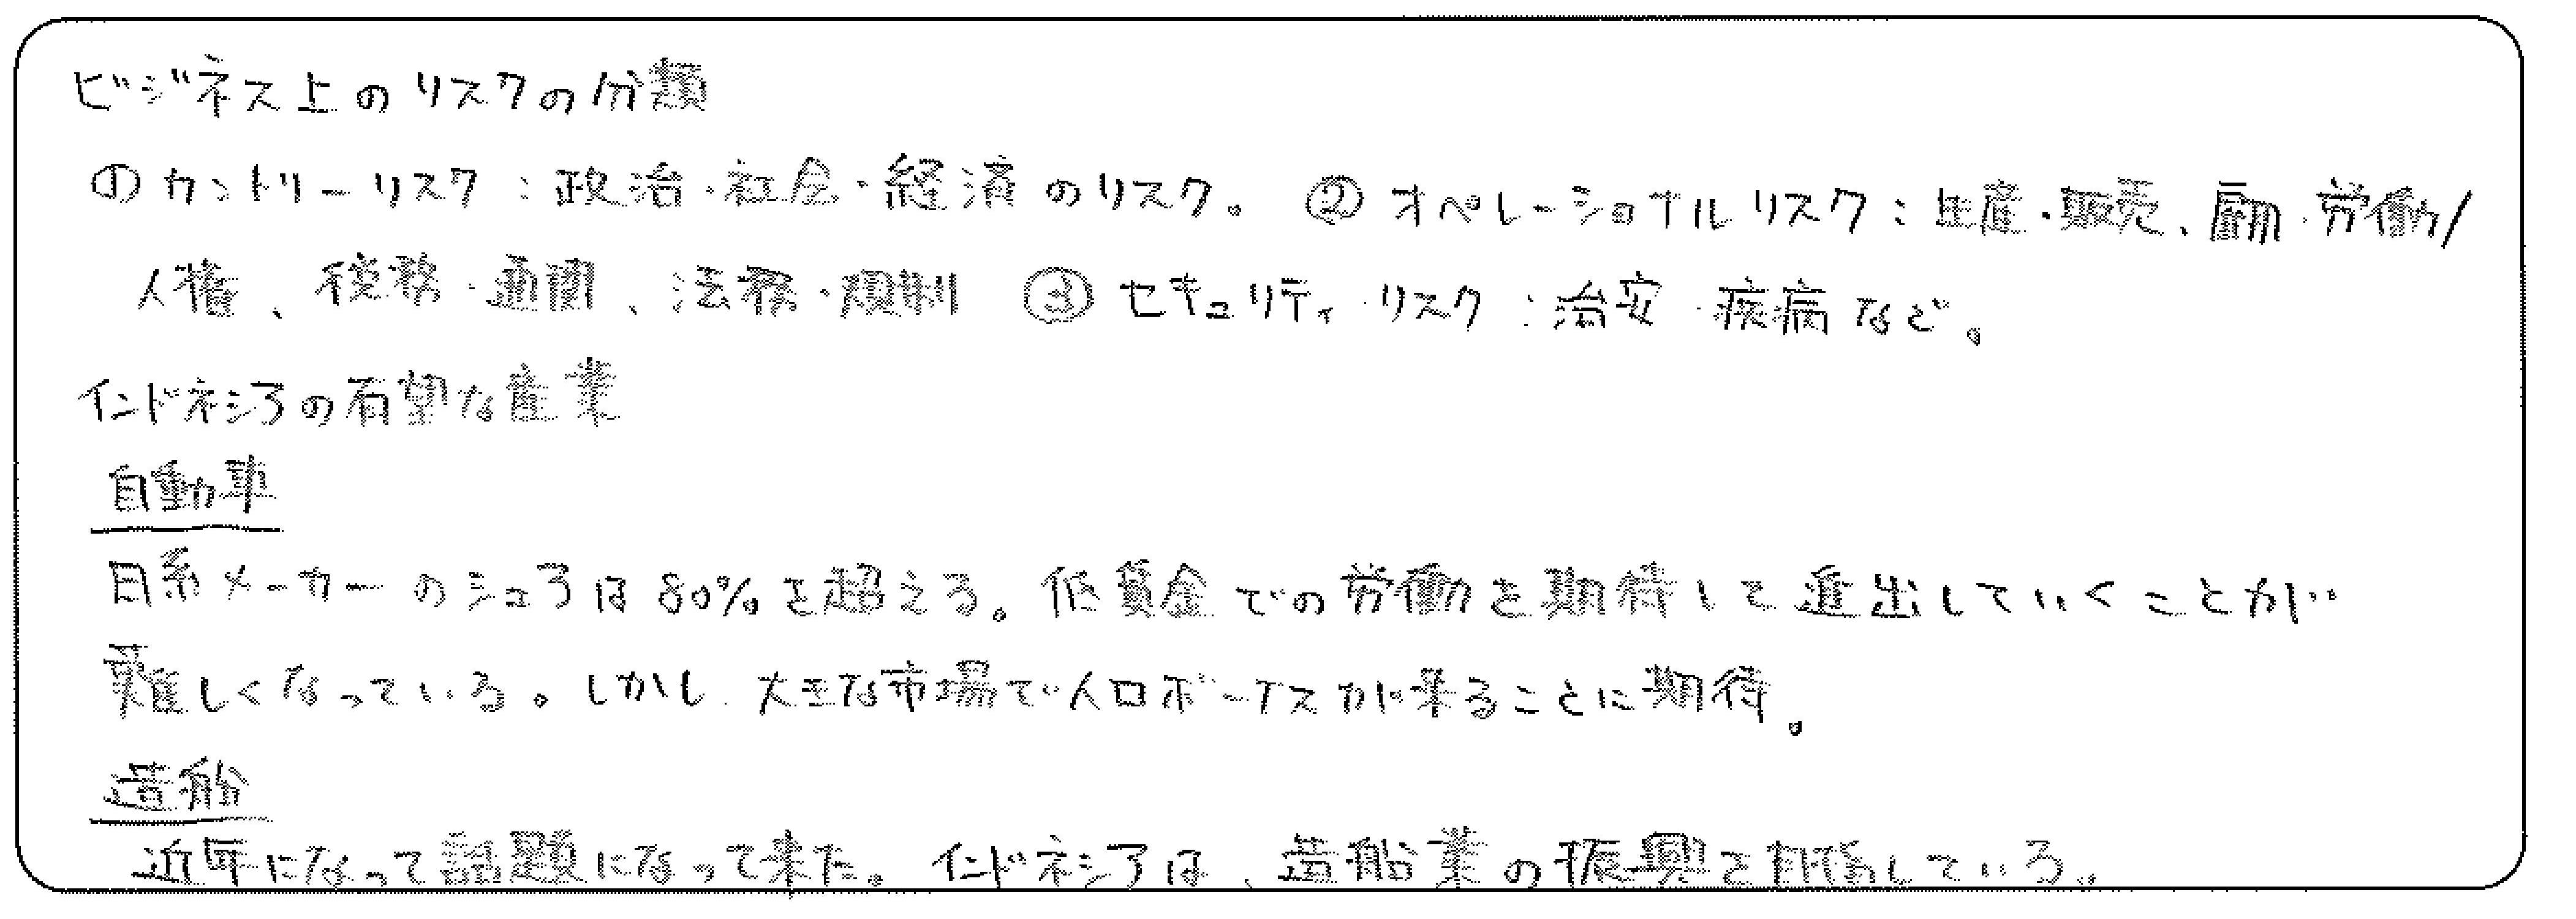 ビジネス上のリスクの分類
① カントリーリスク：政治・社会・経済のリスク。 ② オペレーショナルリスク：生産・販売、雇用・労働/
人権、税務・通関、法務・規制 ③ セキュリティ・リスク：治安・疾病など。
インドネシアの有望な産業
自動車
日系メーカーのシェアは80%を超える。低賃金での労働を期待して進出していくことが
難しくなっている。しかし、大きな市場で人口ボーナスが来ることに期待。
造船
近年になって話題になって来た。インドネシアは、造船業の振興を目指している。